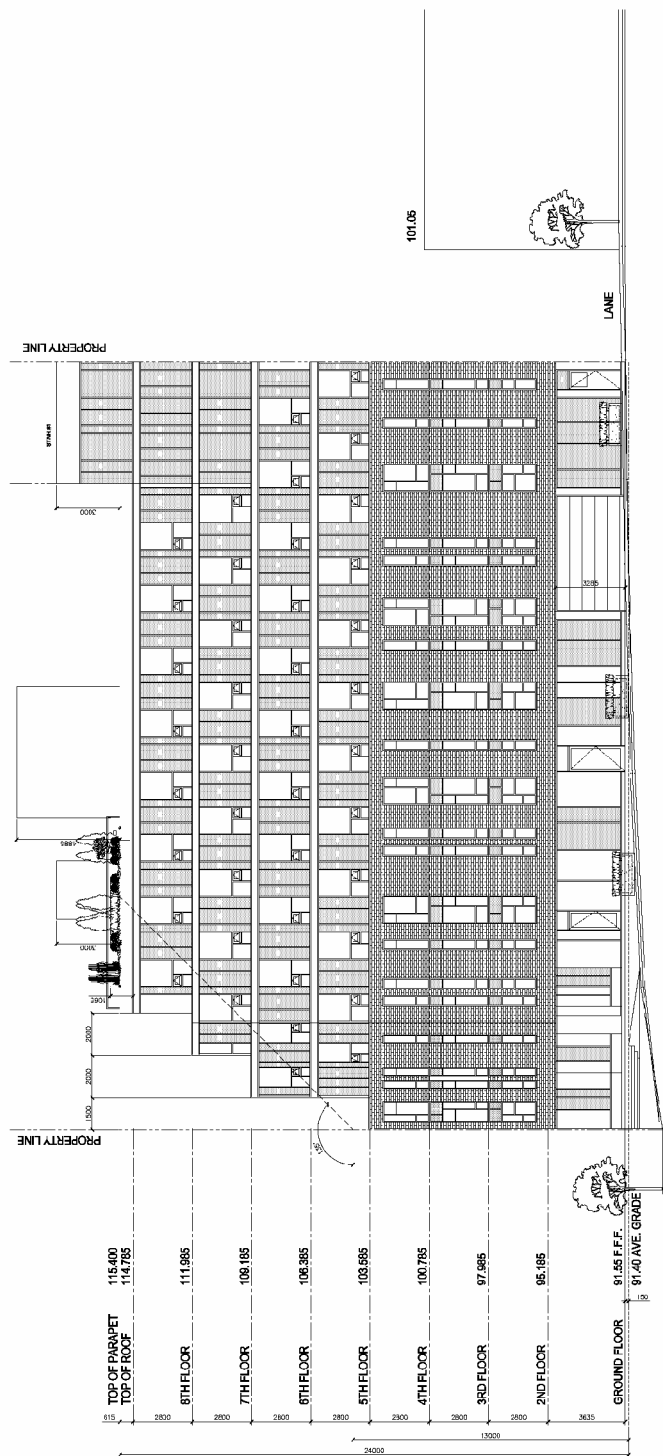 PROPERTY LINE
PROPERTY LINE
3000
1500
2000
2000
3000
3285
101.05
LANE
TOP OF PARAPET 115.400
TOP OF ROOF 114.785
8TH FLOOR 111.985
7TH FLOOR 109.185
6TH FLOOR 106.385
5TH FLOOR 103.585
4TH FLOOR 100.785
3RD FLOOR 97.985
2ND FLOOR 95.185
GROUND FLOOR 91.55 F.F.F.
91.40 AVE. GRADE
615
2800
2800
2800
2800
2800
2800
2800
3635
150
13000
24000